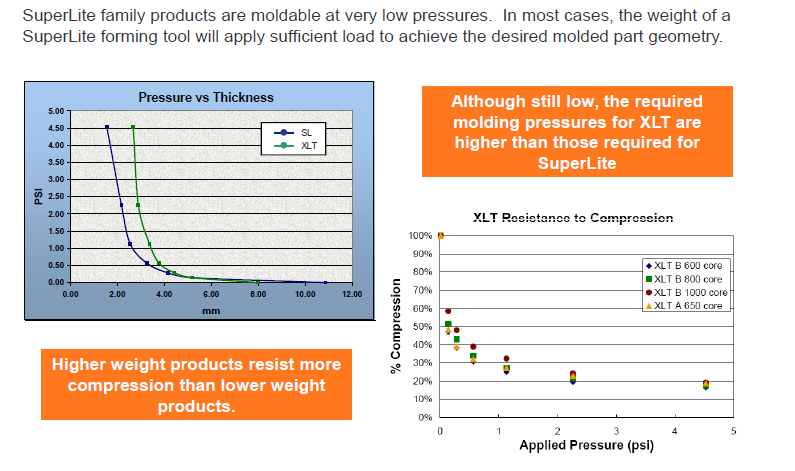 SuperLite family products are moldable at very low pressures.  In most cases, the weight of a
SuperLite forming tool will apply sufficient load to achieve the desired molded part geometry.
Pressure vs Thickness
5.00
4.50
4.00
3.50
3.00
2.50
2.00
1.50
1.00
0.50
0.00
PSI
SL
XLT
0.00 2.00 4.00 6.00 8.00 10.00 12.00
mm
Higher weight products resist more
compression than lower weight
products.
Although still low, the required
molding pressures for XLT are
higher than those required for
SuperLite
XLT Resistance to Compression
100%
90%
80%
70%
60%
50%
40%
30%
20%
10%
0%
% Compression
XLT B 600 core
XLT B 800 core
XLT B 1000 core
XLT A 650 core
0 1 2 3 4 5
Applied Pressure (psi)